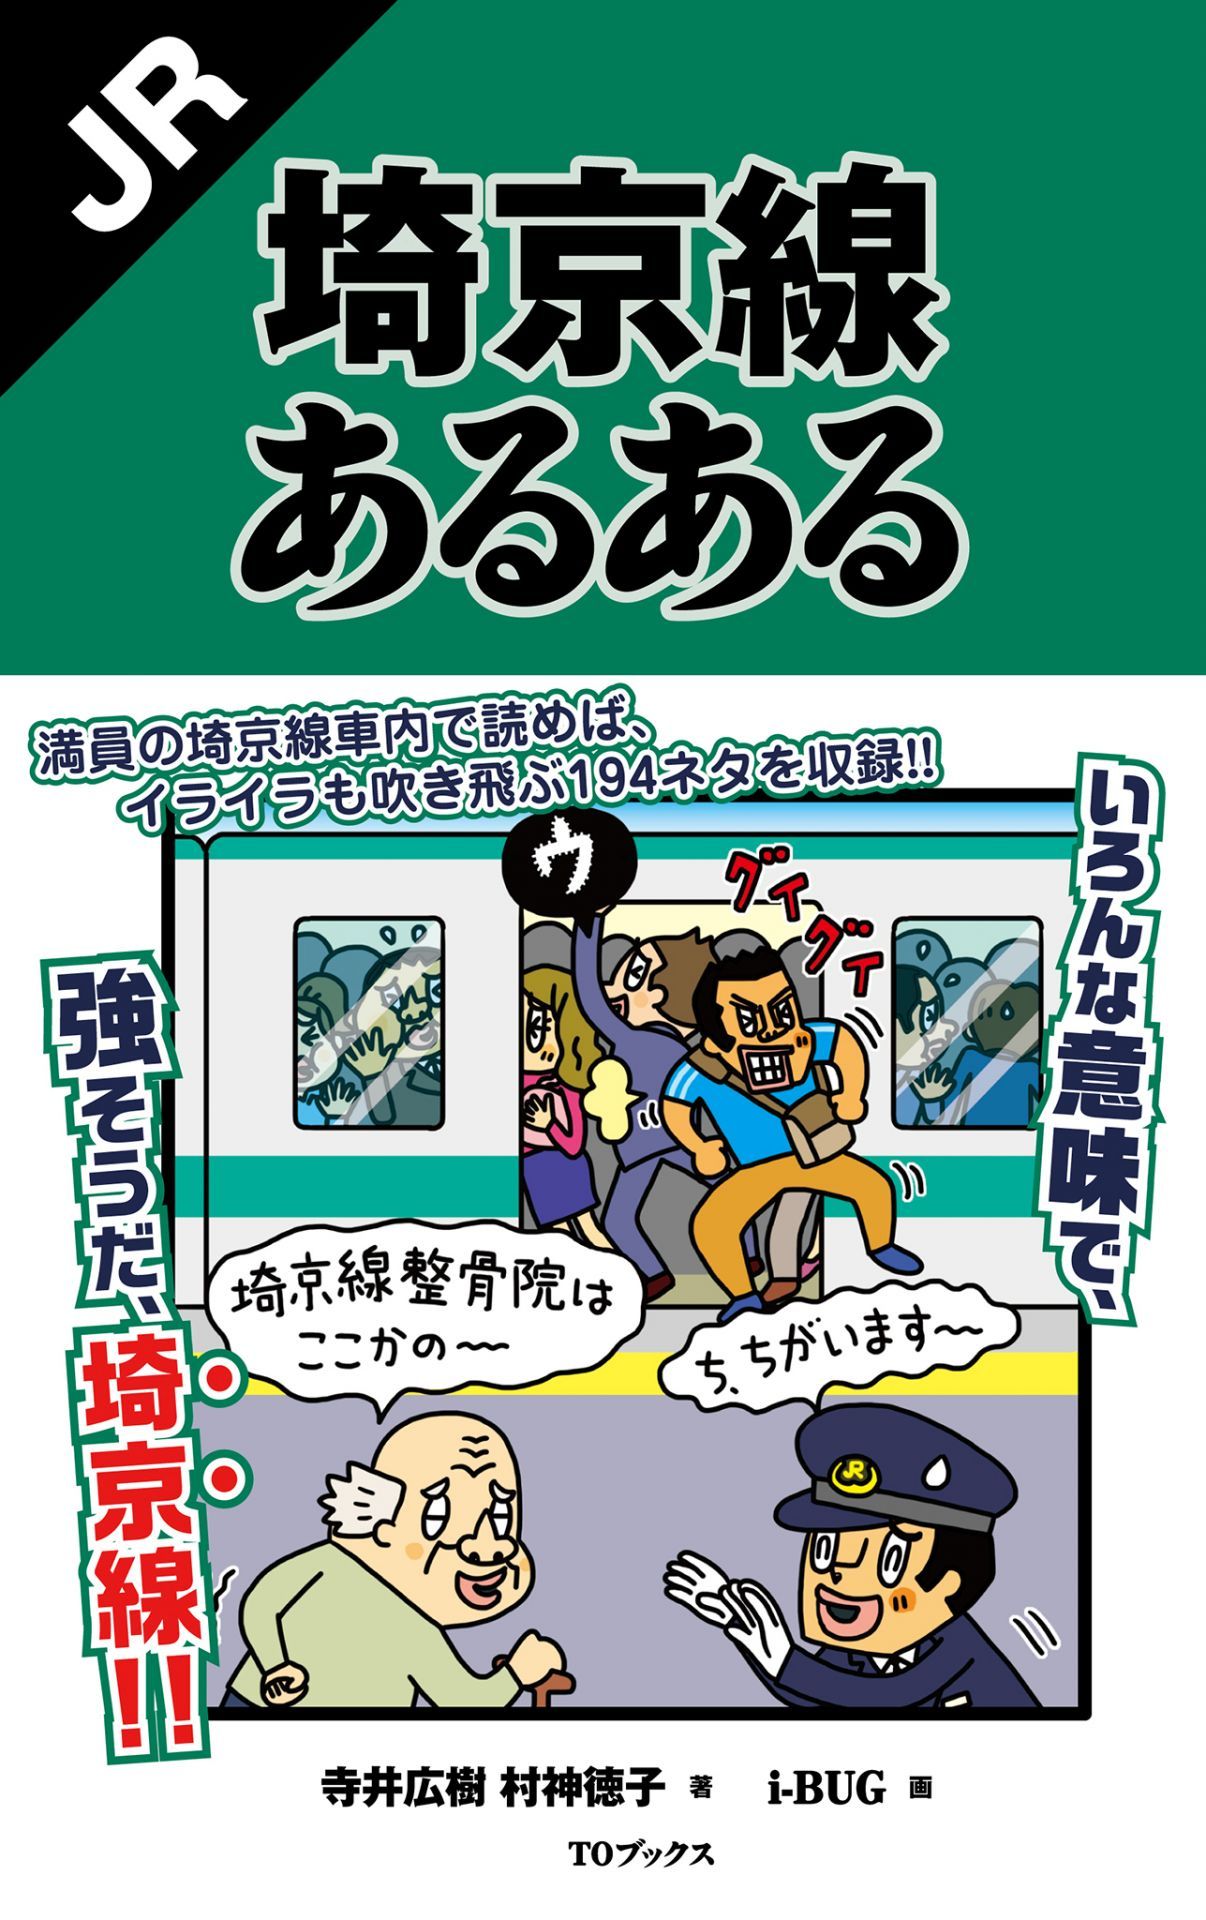 JR
埼京線
あるある
満員の埼京線車内で読めば、
イライラも吹き飛ぶ194ネタを収録!!
いろんな意味で、
強そうだ、埼京線!!
ウ
グイ
グイ
埼京線整骨院は
ここかの〜
ち、ちがいます〜
JR
寺井広樹 村神徳子 著 i-BUG 画
TOブックス